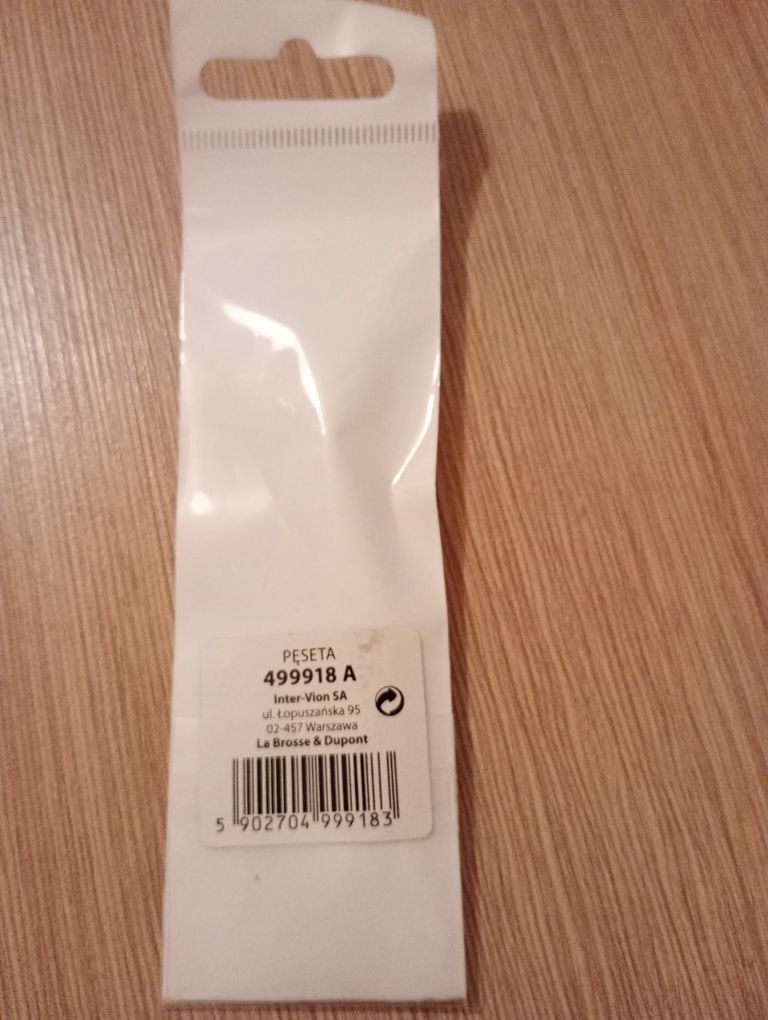 PĘSETA
499918 A
Inter-Vion SA
ul. Łopuszańska 95
02-457 Warszawa
La Brosse & Dupont
5 902704 999183